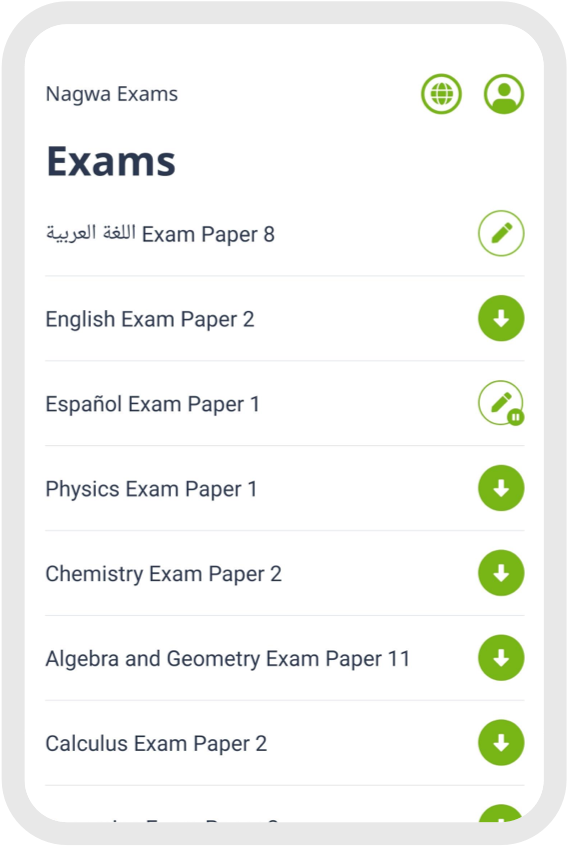 Nagwa Exams
Exams
اللغة العربية Exam Paper 8
English Exam Paper 2
Español Exam Paper 1
Physics Exam Paper 1
Chemistry Exam Paper 2
Algebra and Geometry Exam Paper 11
Calculus Exam Paper 2